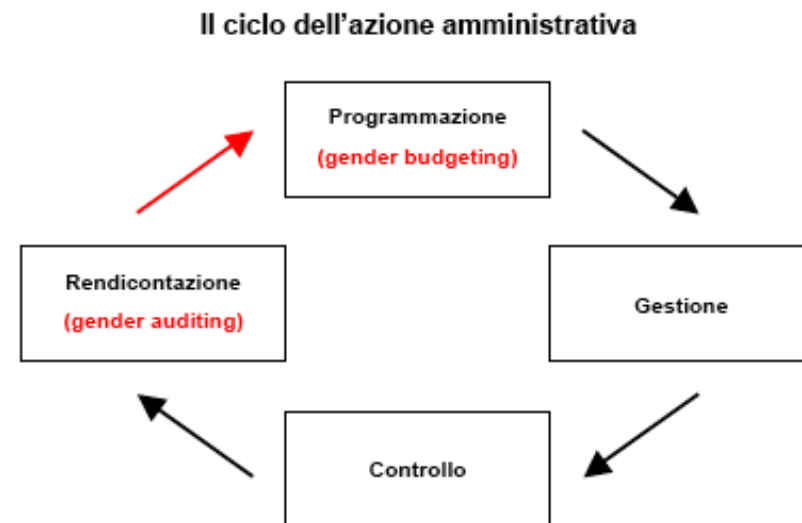 Il ciclo dell'azione amministrativa
Programmazione
(gender budgeting)
Rendicontazione
(gender auditing)
Gestione
Controllo